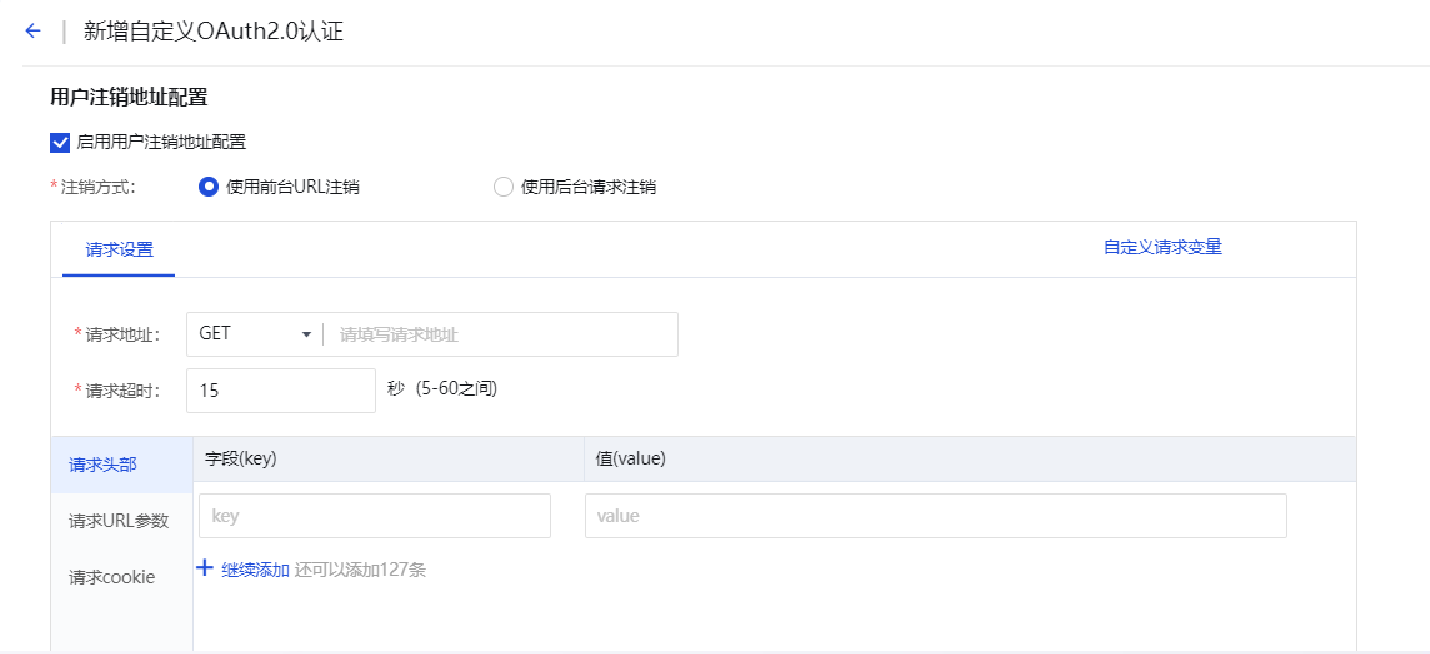 新增自定义OAuth2.0认证
用户注销地址配置
启用用户注销地址配置
*注销方式: 使用前台URL注销 使用后台请求注销
请求设置 自定义请求变量
*请求地址: GET 请填写请求地址
*请求超时: 15 秒 (5-60之间)
请求头部 字段(key) 值(value)
请求URL参数 key value
请求cookie + 继续添加 还可以添加127条